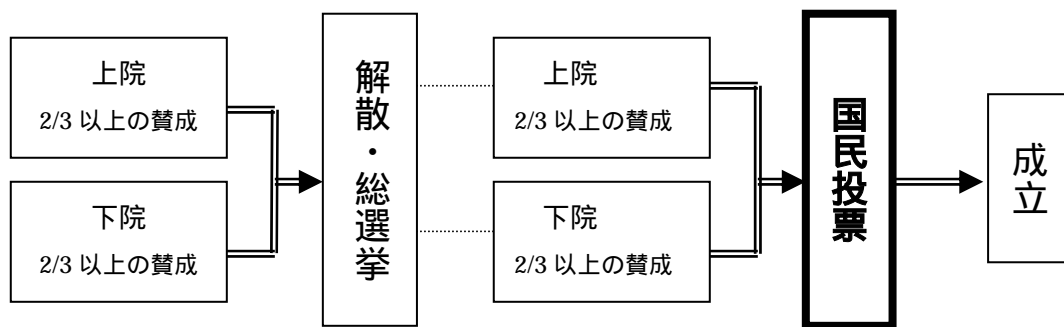 上院
2/3 以上の賛成
下院
2/3 以上の賛成
解散・総選挙
上院
2/3 以上の賛成
下院
2/3 以上の賛成
国民投票
成立